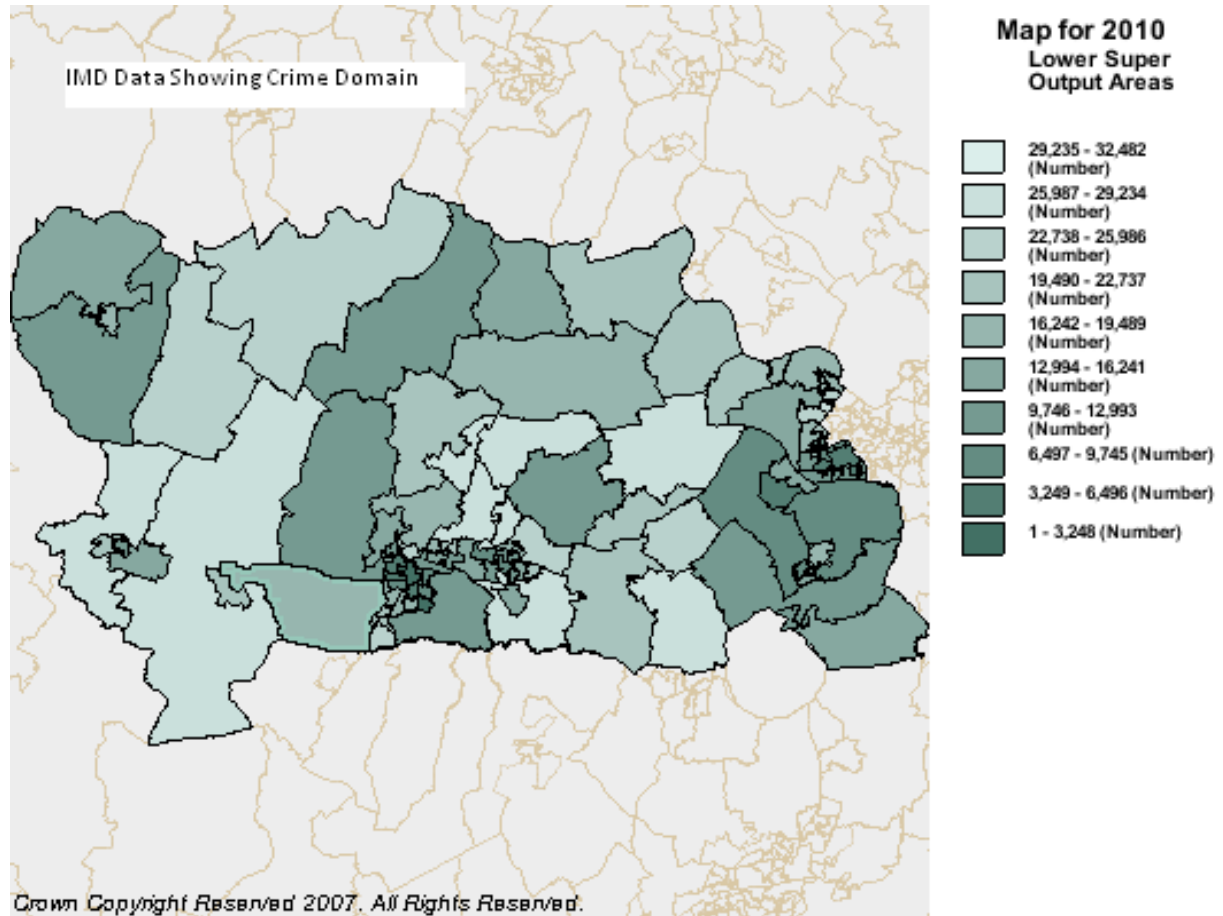 IMD Data Showing Crime Domain
Map for 2010
Lower Super
Output Areas
29,235 - 32,482
(Number)
25,987 - 29,234
(Number)
22,738 - 25,986
(Number)
19,490 - 22,737
(Number)
16,242 - 19,489
(Number)
12,994 - 16,241
(Number)
9,746 - 12,993
(Number)
6,497 - 9,745 (Number)
3,249 - 6,496 (Number)
1 - 3,248 (Number)
Crown Copyright Reserved 2007. All Rights Reserved.